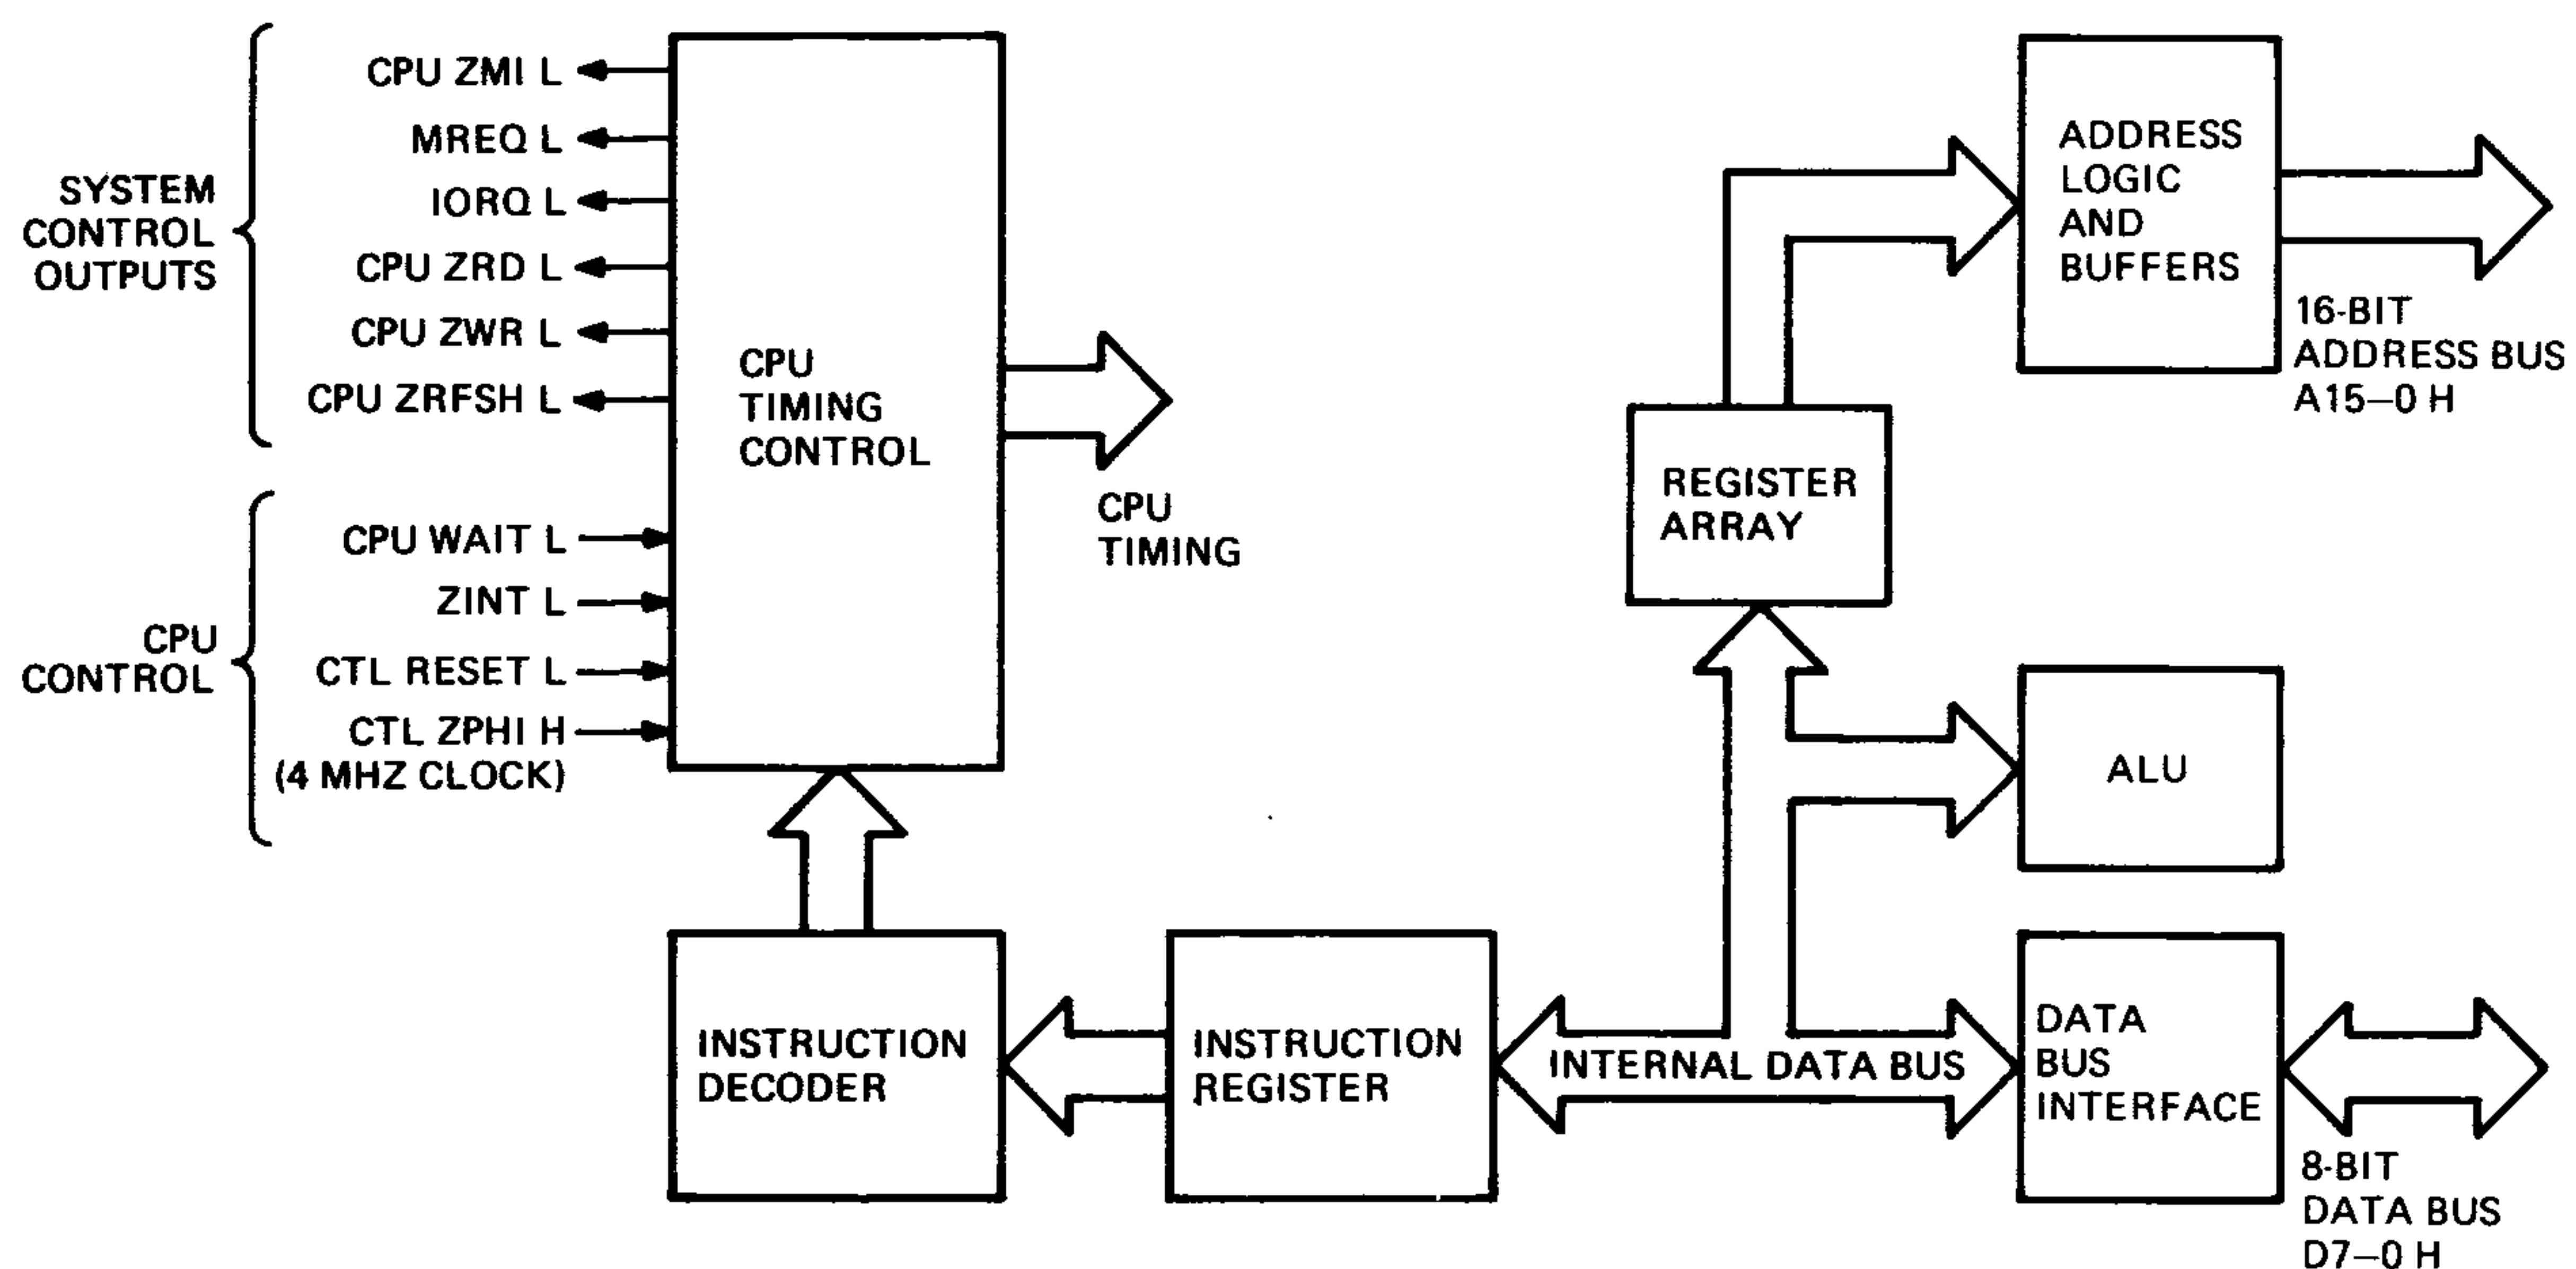 SYSTEM
CONTROL
OUTPUTS
CPU ZMI L
MREQ L
IORQ L
CPU ZRD L
CPU ZWR L
CPU ZRFSH L
CPU
CONTROL
CPU WAIT L
ZINT L
CTL RESET L
CTL ZPHI H
(4 MHZ CLOCK)
CPU
TIMING
CONTROL
CPU
TIMING
INSTRUCTION
DECODER
INSTRUCTION
REGISTER
INTERNAL DATA BUS
REGISTER
ARRAY
ADDRESS
LOGIC
AND
BUFFERS
16-BIT
ADDRESS BUS
A15–0 H
ALU
DATA
BUS
INTERFACE
8-BIT
DATA BUS
D7–0 H